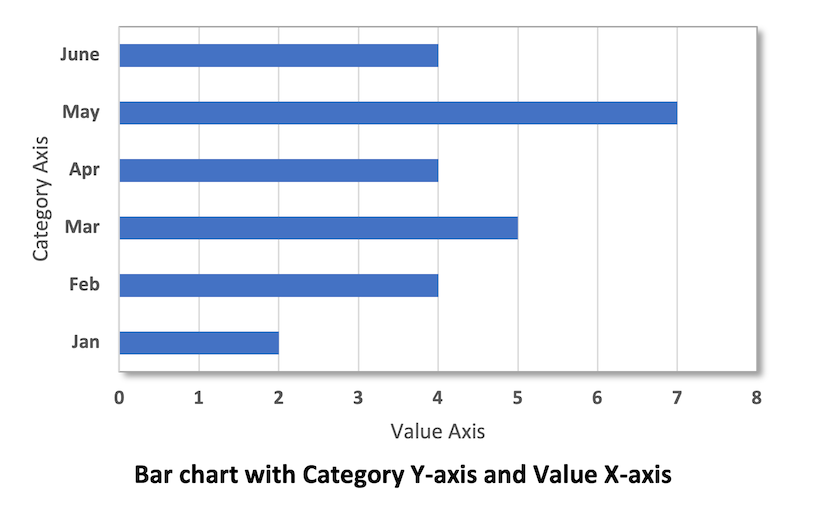 June
May
Apr
Mar
Feb
Jan
Category Axis
0 1 2 3 4 5 6 7 8
Value Axis
Bar chart with Category Y-axis and Value X-axis